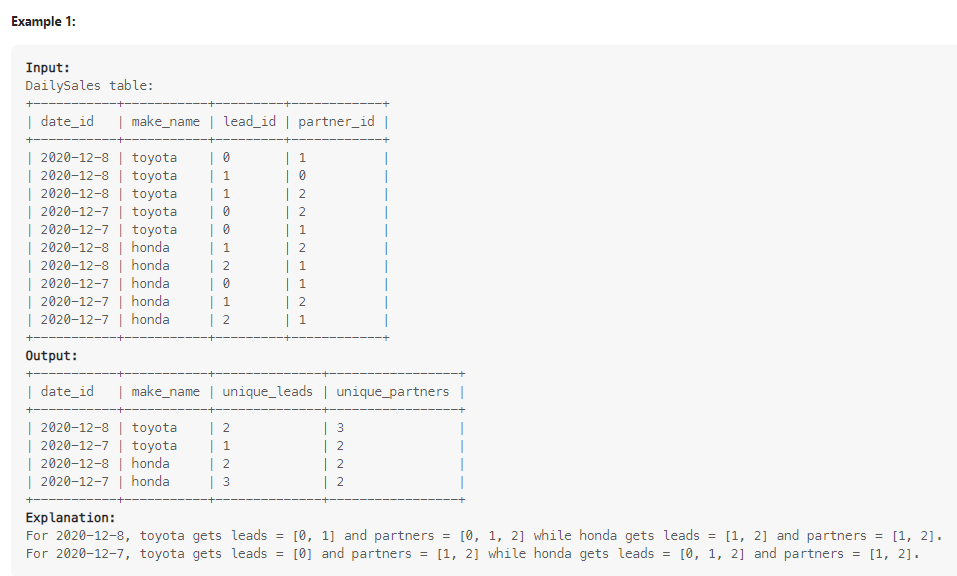 Example 1:
Input:
DailySales table:
+-----------+-----------+---------+------------+
| date_id   | make_name | lead_id | partner_id |
+-----------+-----------+---------+------------+
| 2020-12-8 | toyota    | 0       | 1          |
| 2020-12-8 | toyota    | 1       | 0          |
| 2020-12-8 | toyota    | 1       | 2          |
| 2020-12-7 | toyota    | 0       | 2          |
| 2020-12-7 | toyota    | 0       | 1          |
| 2020-12-8 | honda     | 1       | 2          |
| 2020-12-8 | honda     | 2       | 1          |
| 2020-12-7 | honda     | 0       | 1          |
| 2020-12-7 | honda     | 1       | 2          |
| 2020-12-7 | honda     | 2       | 1          |
+-----------+-----------+---------+------------+
Output:
+-----------+-----------+--------------+-----------------+
| date_id   | make_name | unique_leads | unique_partners |
+-----------+-----------+--------------+-----------------+
| 2020-12-8 | toyota    | 2            | 3               |
| 2020-12-7 | toyota    | 1            | 2               |
| 2020-12-8 | honda     | 2            | 2               |
| 2020-12-7 | honda     | 3            | 2               |
+-----------+-----------+--------------+-----------------+
Explanation:
For 2020-12-8, toyota gets leads = [0, 1] and partners = [0, 1, 2] while honda gets leads = [1, 2] and partners = [1, 2].
For 2020-12-7, toyota gets leads = [0] and partners = [1, 2] while honda gets leads = [0, 1, 2] and partners = [1, 2].